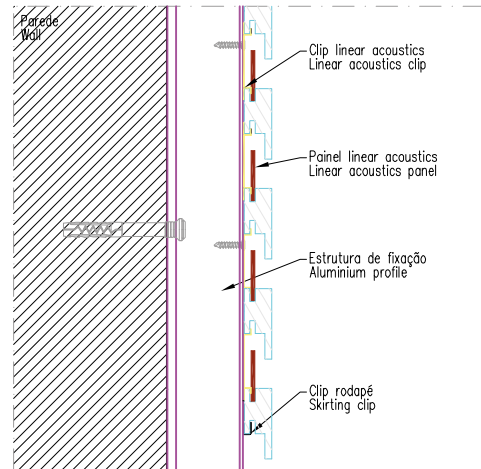 Parede
Wall
Clip linear acoustics
Linear acoustics clip
Painel linear acoustics
Linear acoustics panel
Estrutura de fixação
Aluminium profile
Clip rodapé
Skirting clip